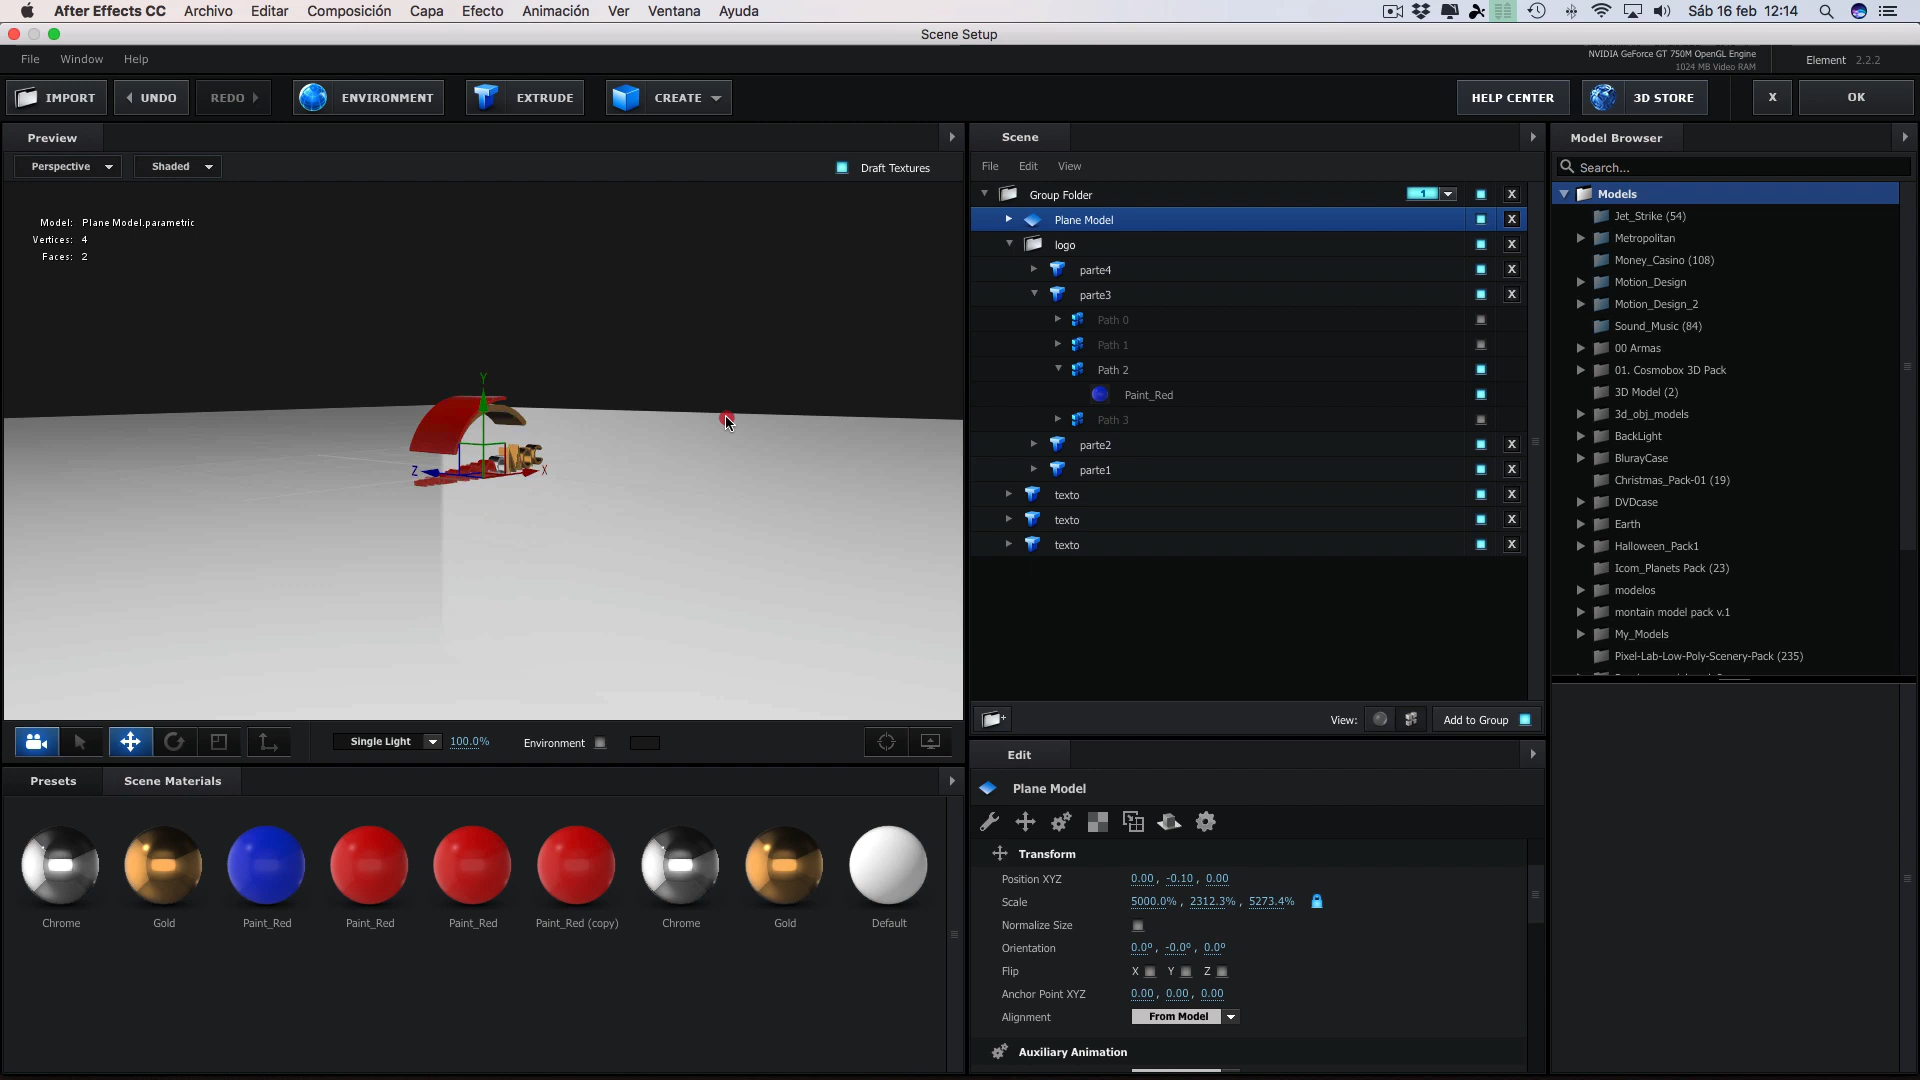 After Effects CC Archivo Editar Composición Capa Efecto Animación Ver Ventana Ayuda Sáb 16 feb 12:14
Scene Setup
File Window Help
NVIDIA GeForce GT 750M OpenGL Engine
1024 MB Video RAM
Element 2.2.2
IMPORT UNDO REDO ENVIRONMENT EXTRUDE CREATE HELP CENTER 3D STORE X OK
Preview
Perspective Shaded Draft Textures
Model: Plane Model.parametric
Vertices: 4
Faces: 2
Y
Z X
Single Light 100.0% Environment
Presets Scene Materials
Chrome Gold Paint_Red Paint_Red Paint_Red Paint_Red (copy) Chrome Gold Default
Scene
File Edit View
Group Folder 1 X
Plane Model X
logo X
parte4 X
parte3 X
Path 0
Path 1
Path 2
Paint_Red
Path 3
parte2 X
parte1 X
texto X
texto X
texto X
View: Add to Group
Edit
Plane Model
Transform
Position XYZ 0.00, -0.10, 0.00
Scale 5000.0%, 2312.3%, 5273.4%
Normalize Size
Orientation 0.0º, -0.0º, 0.0º
Flip X Y Z
Anchor Point XYZ 0.00, 0.00, 0.00
Alignment From Model
Auxiliary Animation
Model Browser
Search...
Models
Jet_Strike (54)
Metropolitan
Money_Casino (108)
Motion_Design
Motion_Design_2
Sound_Music (84)
00 Armas
01. Cosmobox 3D Pack
3D Model (2)
3d_obj_models
BackLight
BlurayCase
Christmas_Pack-01 (19)
DVDcase
Earth
Halloween_Pack1
Icom_Planets Pack (23)
modelos
montain model pack v.1
My_Models
Pixel-Lab-Low-Poly-Scenery-Pack (235)